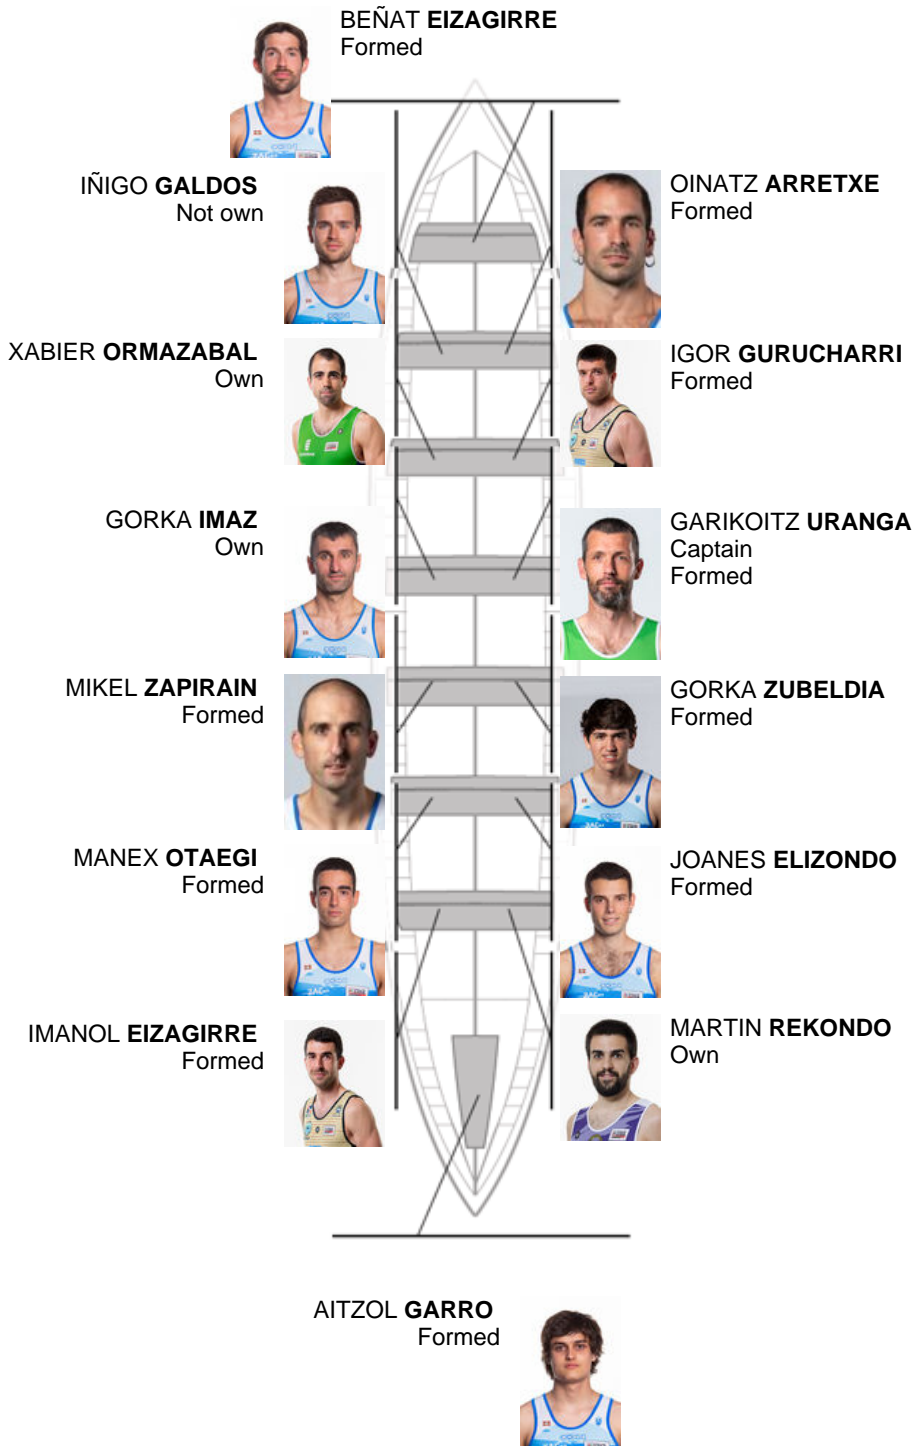 BEÑAT EIZAGIRRE
Formed
IÑIGO GALDOS
Not own
OINATZ ARRETXE
Formed
XABIER ORMAZABAL
Own
IGOR GURUCHARRI
Formed
GORKA IMAZ
Own
GARIKOITZ URANGA
Captain
Formed
MIKEL ZAPIRAIN
Formed
GORKA ZUBELDIA
Formed
MANEX OTAEGI
Formed
JOANES ELIZONDO
Formed
IMANOL EIZAGIRRE
Formed
MARTIN REKONDO
Own
AITZOL GARRO
Formed